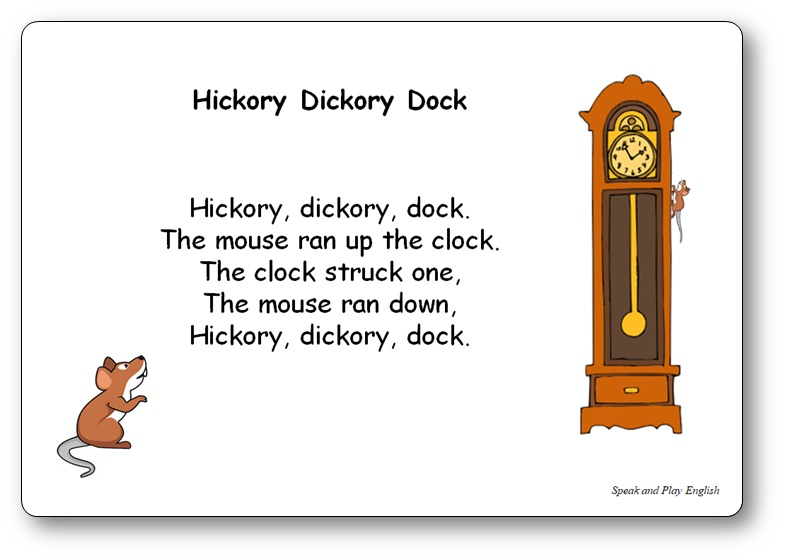 Hickory Dickory Dock
Hickory, dickory, dock.
The mouse ran up the clock.
The clock struck one,
The mouse ran down,
Hickory, dickory, dock.
Speak and Play English